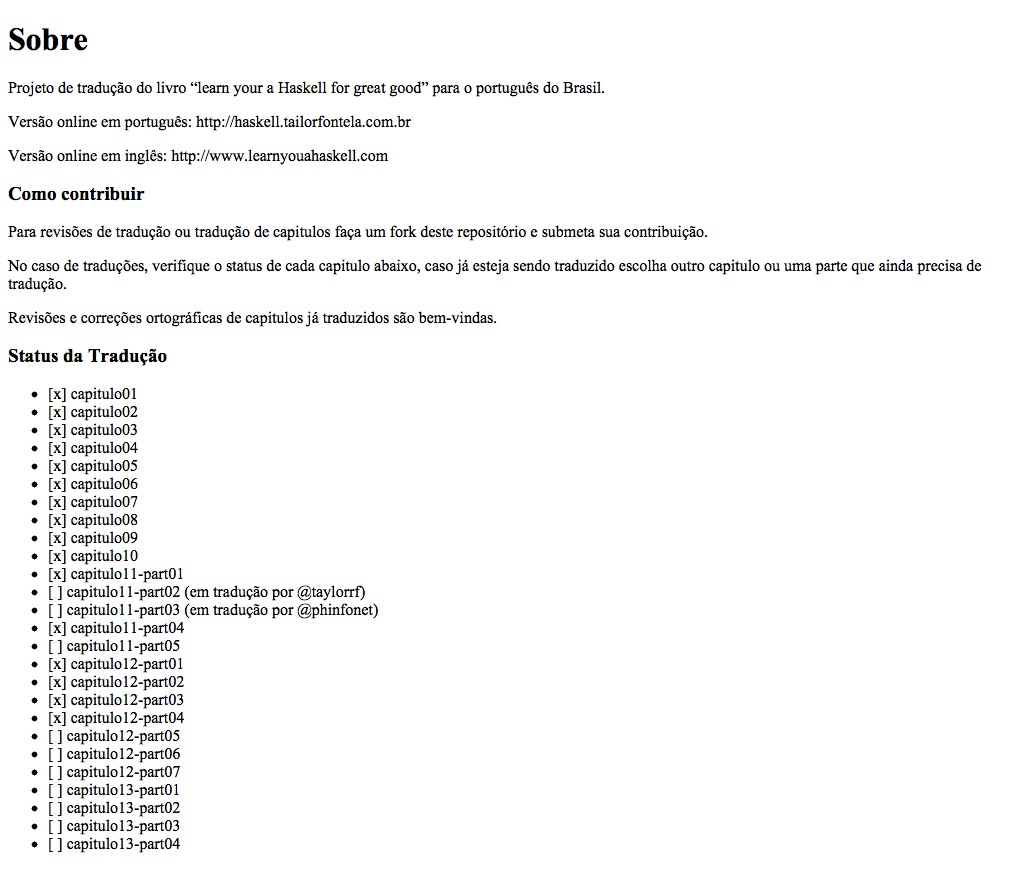 Sobre
Projeto de tradução do livro “learn your a Haskell for great good” para o português do Brasil.
Versão online em português: http://haskell.tailorfontela.com.br
Versão online em inglês: http://www.learnyouahaskell.com
Como contribuir
Para revisões de tradução ou tradução de capitulos faça um fork deste repositório e submeta sua contribuição.
No caso de traduções, verifique o status de cada capitulo abaixo, caso já esteja sendo traduzido escolha outro capitulo ou uma parte que ainda precisa de
tradução.
Revisões e correções ortográficas de capitulos já traduzidos são bem-vindas.
Status da Tradução
• [x] capitulo01
• [x] capitulo02
• [x] capitulo03
• [x] capitulo04
• [x] capitulo05
• [x] capitulo06
• [x] capitulo07
• [x] capitulo08
• [x] capitulo09
• [x] capitulo10
• [x] capitulo11-part01
• [ ] capitulo11-part02 (em tradução por @taylorrf)
• [ ] capitulo11-part03 (em tradução por @phinfonet)
• [x] capitulo11-part04
• [ ] capitulo11-part05
• [x] capitulo12-part01
• [x] capitulo12-part02
• [x] capitulo12-part03
• [x] capitulo12-part04
• [ ] capitulo12-part05
• [ ] capitulo12-part06
• [ ] capitulo12-part07
• [ ] capitulo13-part01
• [ ] capitulo13-part02
• [ ] capitulo13-part03
• [ ] capitulo13-part04